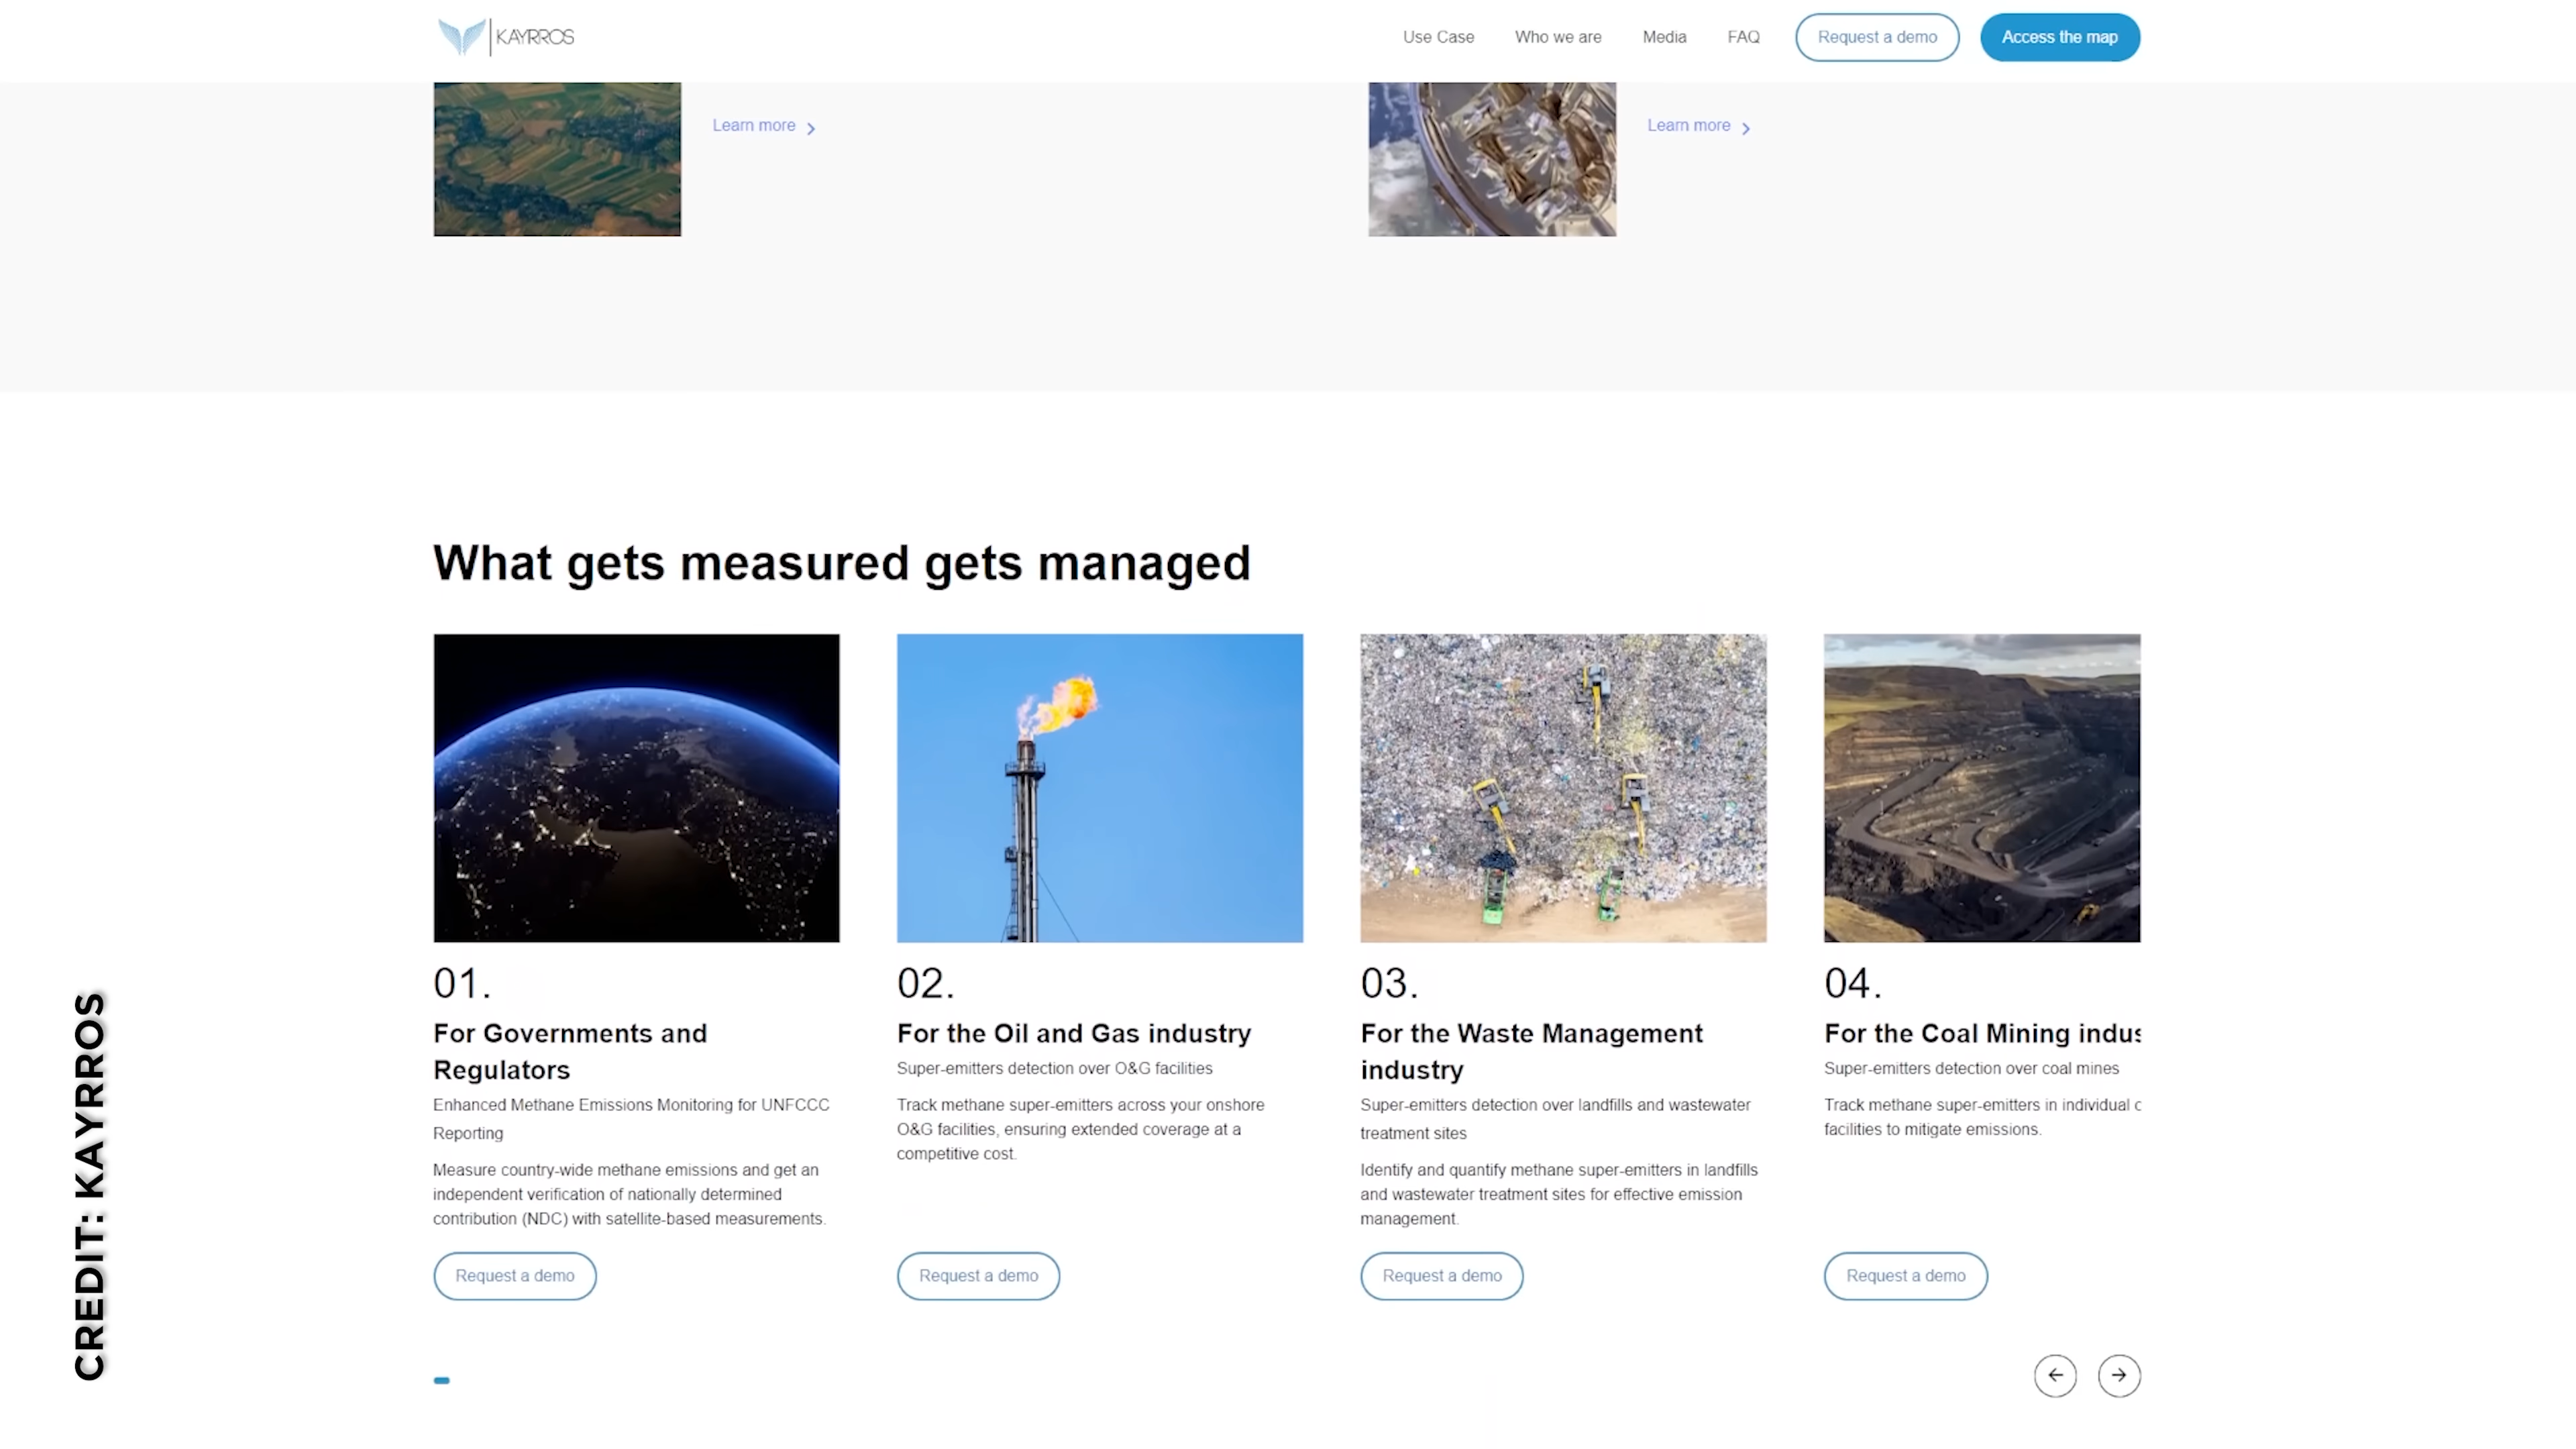 KAYRROS
Use Case
Who we are
Media
FAQ
Request a demo
Access the map
Learn more
Learn more
What gets measured gets managed
01.
For Governments and
Regulators
Enhanced Methane Emissions Monitoring for UNFCCC
Reporting
Measure country-wide methane emissions and get an
independent verification of nationally determined
contribution (NDC) with satellite-based measurements.
Request a demo
02.
For the Oil and Gas industry
Super-emitters detection over O&G facilities
Track methane super-emitters across your onshore
O&G facilities, ensuring extended coverage at a
competitive cost.
Request a demo
03.
For the Waste Management
industry
Super-emitters detection over landfills and wastewater
treatment sites
Identify and quantify methane super-emitters in landfills
and wastewater treatment sites for effective emission
management.
Request a demo
04.
For the Coal Mining indus
Super-emitters detection over coal mines
Track methane super-emitters in individual c
facilities to mitigate emissions.
Request a demo
CREDIT: KAYRROS